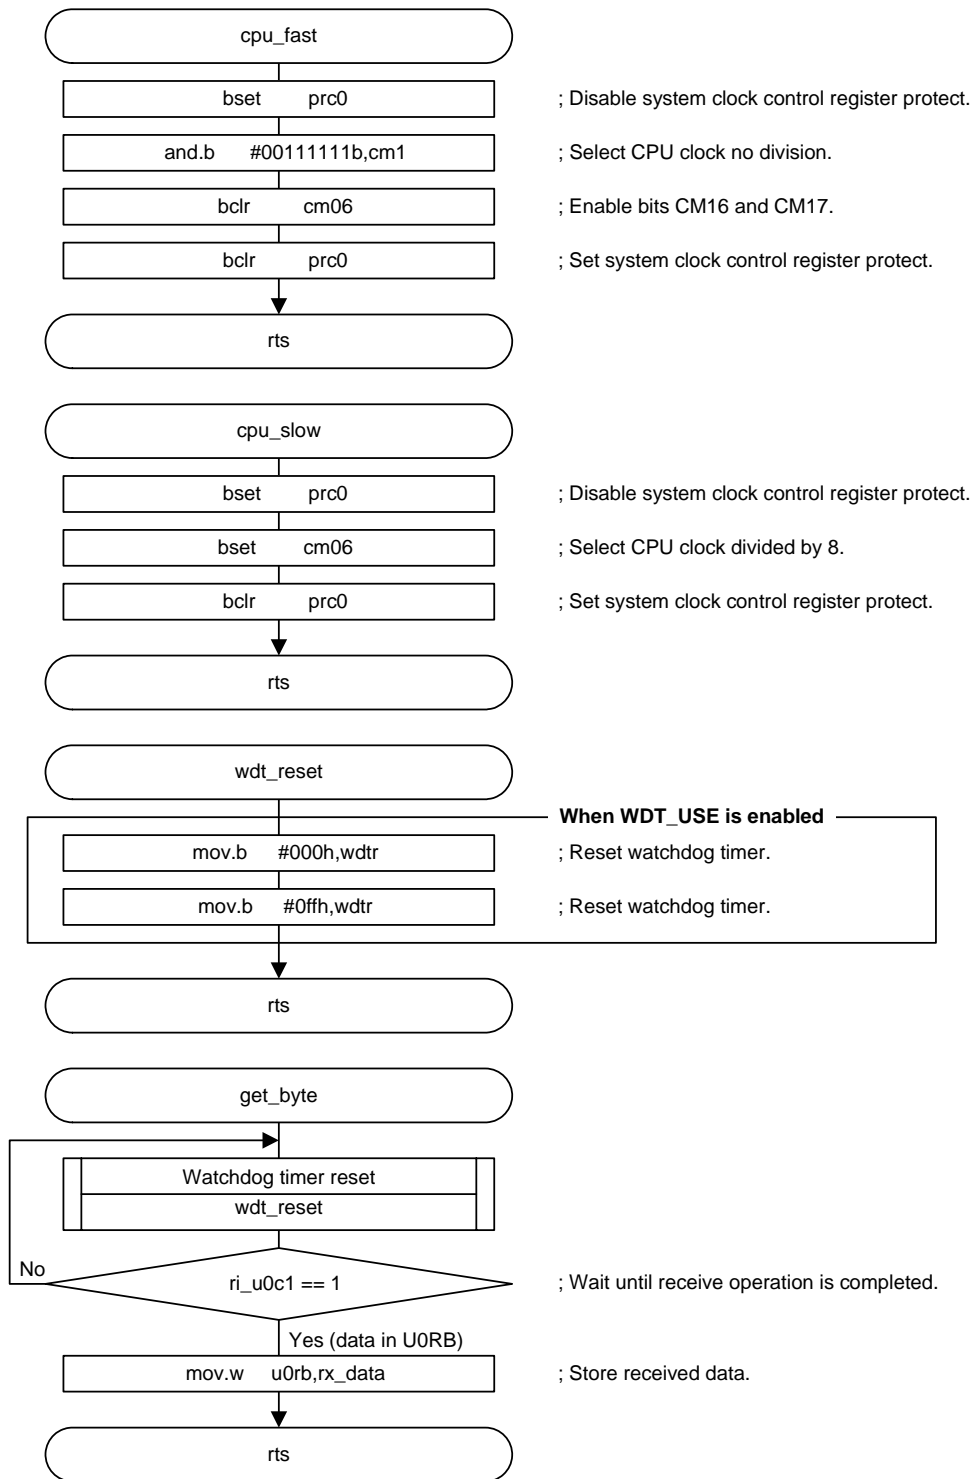 cpu_fast
bset prc0 ; Disable system clock control register protect.
and.b #00111111b,cm1 ; Select CPU clock no division.
bclr cm06 ; Enable bits CM16 and CM17.
bclr prc0 ; Set system clock control register protect.
rts
cpu_slow
bset prc0 ; Disable system clock control register protect.
bset cm06 ; Select CPU clock divided by 8.
bclr prc0 ; Set system clock control register protect.
rts
wdt_reset
When WDT_USE is enabled
mov.b #000h,wdtr ; Reset watchdog timer.
mov.b #0ffh,wdtr ; Reset watchdog timer.
rts
get_byte
Watchdog timer reset
wdt_reset
No
ri_u0c1 == 1 ; Wait until receive operation is completed.
Yes (data in U0RB)
mov.w u0rb,rx_data ; Store received data.
rts